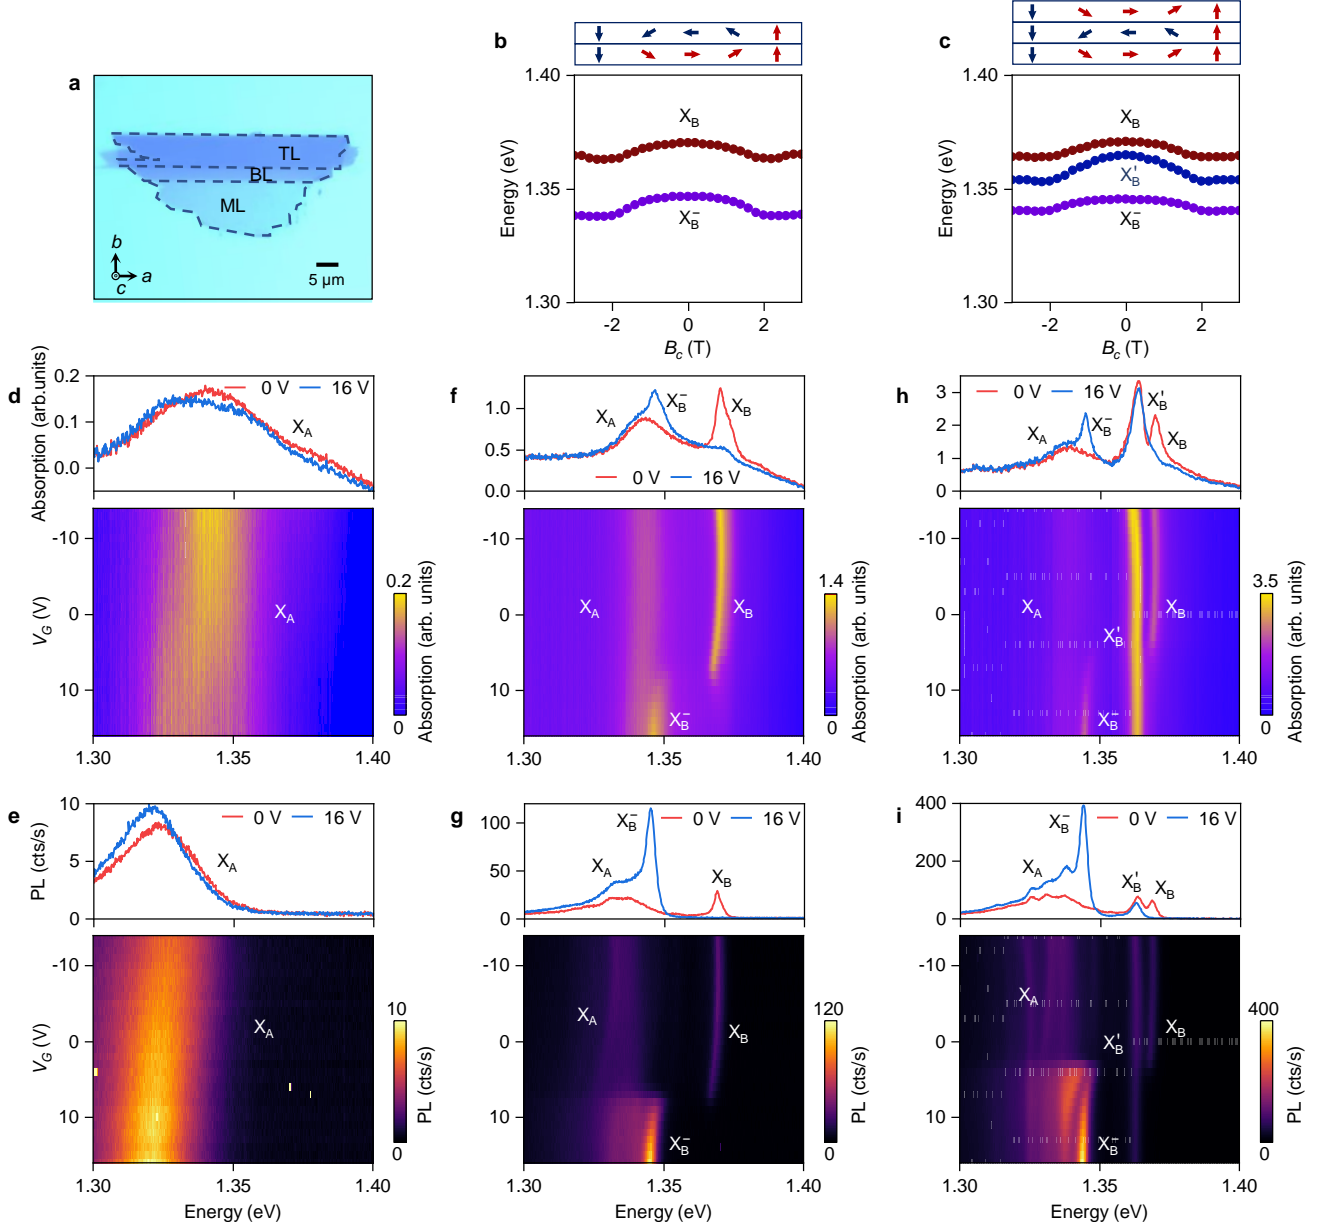 a
TL
BL
ML
b
a
c
5 μm
b
1.40
1.35
1.30
Energy (eV)
X_B
X_B^-
-2
0
2
B_c (T)
c
1.40
1.35
1.30
Energy (eV)
X_B
X_B'
X_B^-
-2
0
2
B_c (T)
d
Absorption (arb.units)
0.2
0.1
0.0
0 V
16 V
X_A
V_G (V)
-10
0
10
X_A
0.2
0
Absorption (arb. units)
1.30
1.35
1.40
f
1.0
0.5
0.0
X_A
X_B^-
X_B
0 V
16 V
-10
0
10
X_A
X_B
X_B^-
1.4
0
Absorption (arb. units)
1.30
1.35
1.40
h
3
2
1
0
0 V
16 V
X_A
X_B^-
X_B'
X_B
-10
0
10
X_A
X_B'
X_B
X_B^-
3.5
0
Absorption (arb. units)
1.30
1.35
1.40
e
PL (cts/s)
10
5
0
0 V
16 V
X_A
V_G (V)
-10
0
10
X_A
10
0
PL (cts/s)
1.30
1.35
1.40
Energy (eV)
g
100
50
0
X_A
X_B^-
X_B
0 V
16 V
-10
0
10
X_A
X_B
X_B^-
120
0
PL (cts/s)
1.30
1.35
1.40
Energy (eV)
i
400
200
0
X_A
X_B^-
0 V
16 V
X_B'
X_B
-10
0
10
X_A
X_B'
X_B
X_B^-
400
0
PL (cts/s)
1.30
1.35
1.40
Energy (eV)